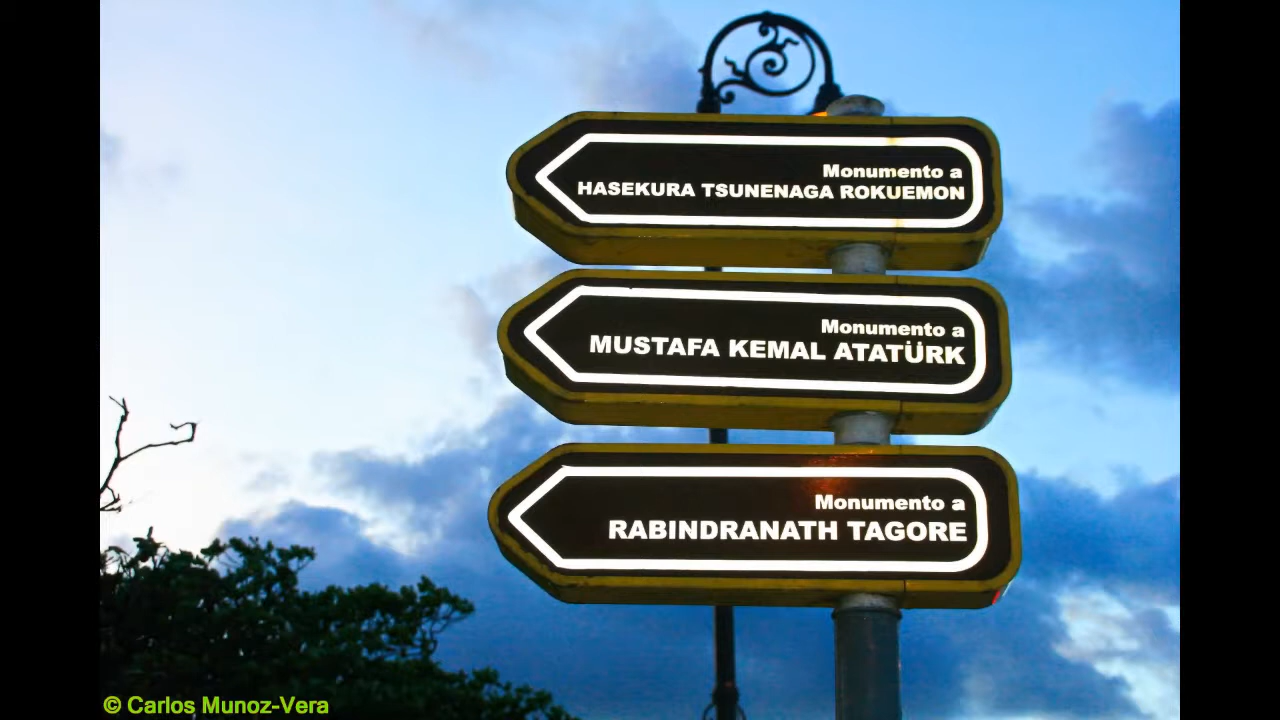 Monumento a
HASEKURA TSUNENAGA ROKUEMON
Monumento a
MUSTAFA KEMAL ATATÜRK
Monumento a
RABINDRANATH TAGORE
© Carlos Munoz-Vera